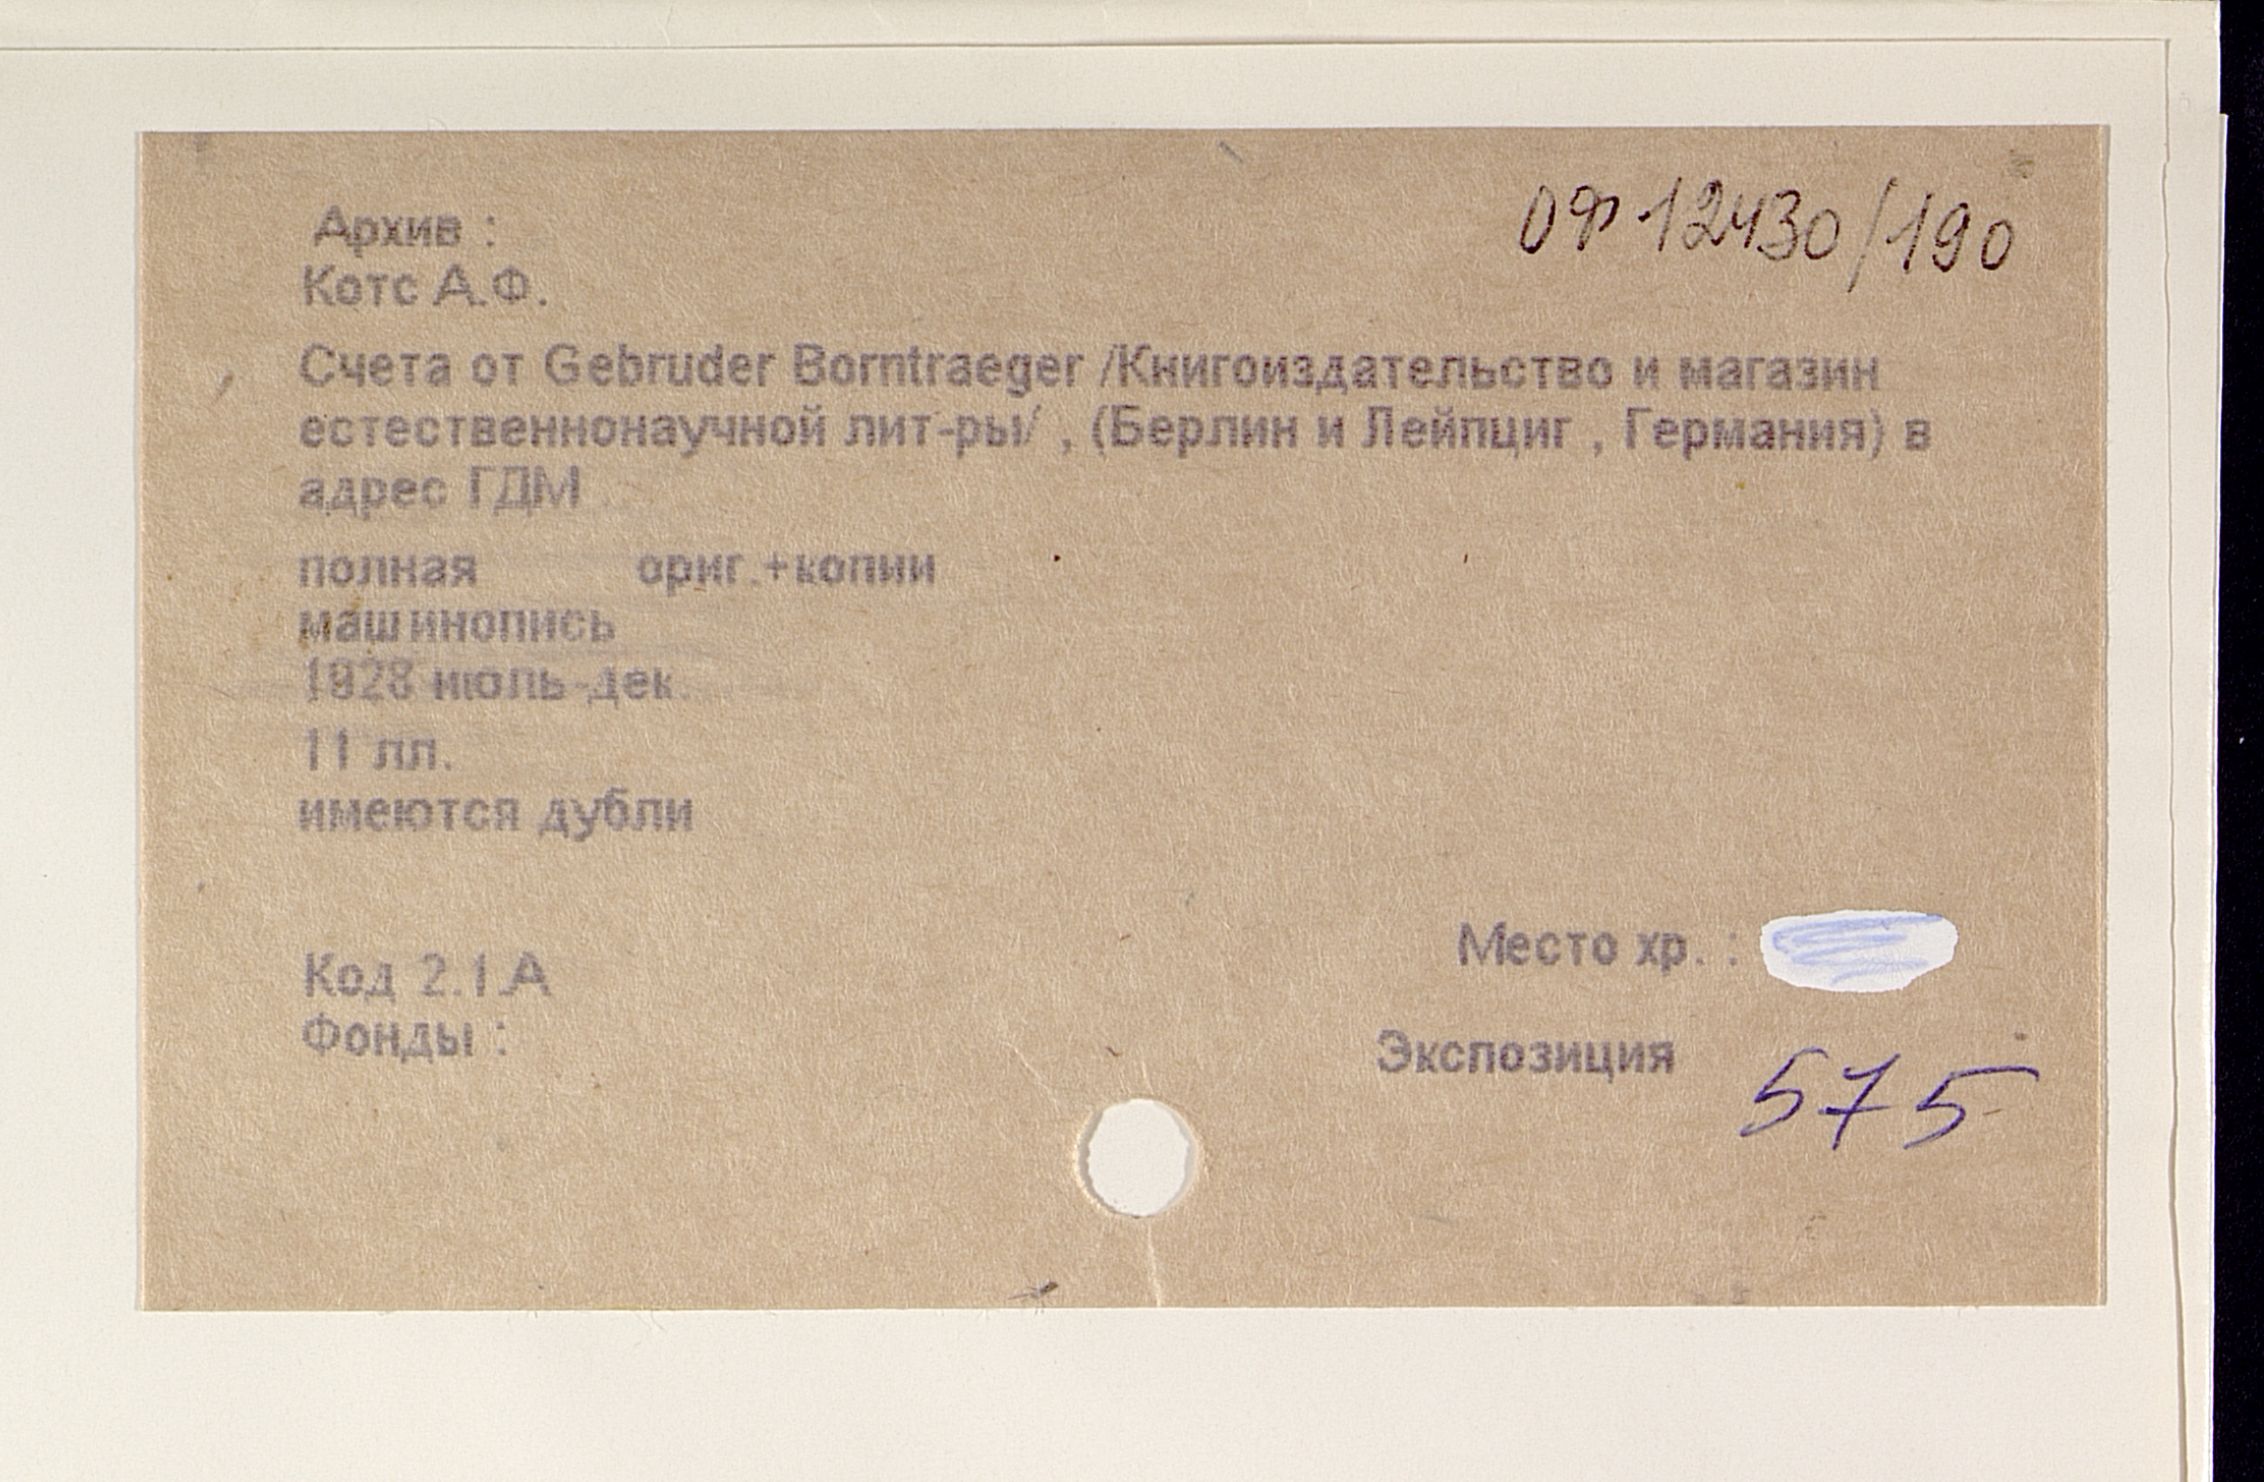 ОФ 12430/190
Архив :
Котс А.Ф.
Счета от Gebruder Borntraeger /Книгоиздательство и магазин
естественнонаучной лит-ры/ , (Берлин и Лейпциг , Германия) в
адрес ГДМ .
полная ориг.+копии
машинопись
1928 июль-дек.
11 лл.
имеются дубли
Место хр. :
Код 2.1.А
Фонды :
Экспозиция
575